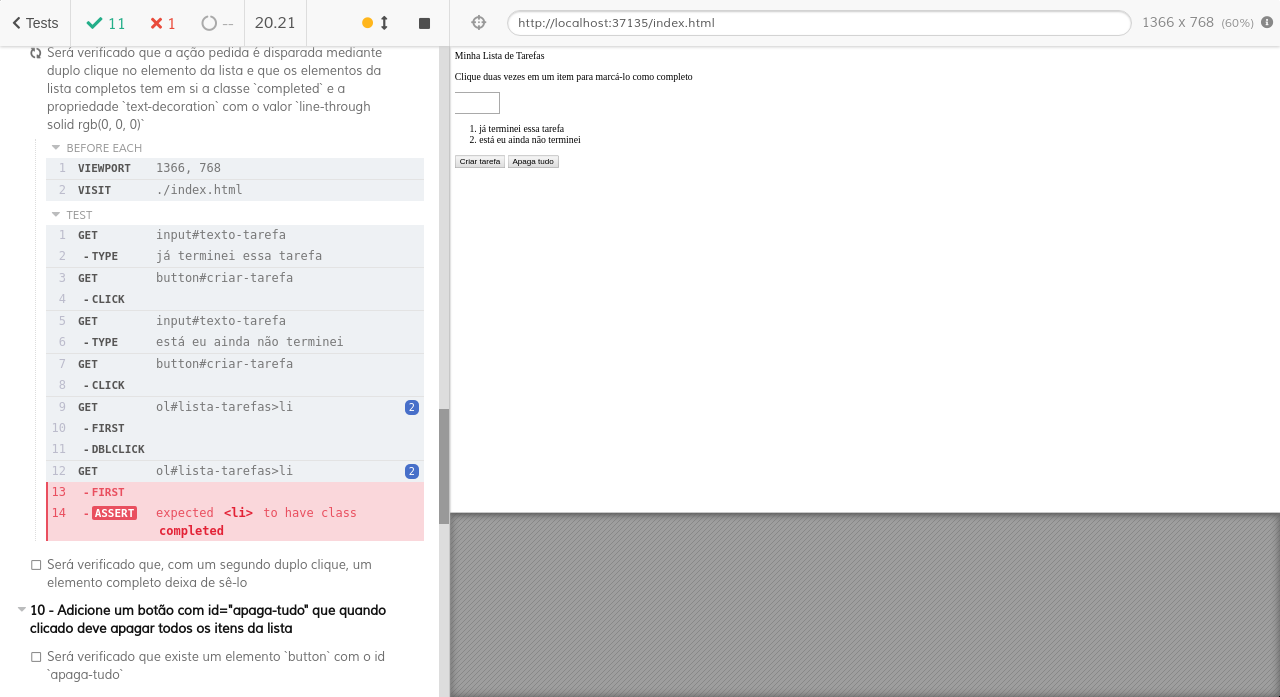 Tests
11
1
--
20.21
http://localhost:37135/index.html
1366 x 768 (60%)
Será verificado que a ação pedida é disparada mediante
duplo clique no elemento da lista e que os elementos da
lista completos tem em si a classe `completed` e a
propriedade `text-decoration` com o valor `line-through
solid rgb(0, 0, 0)`
BEFORE EACH
1 VIEWPORT 1366, 768
2 VISIT ./index.html
TEST
1 GET input#texto-tarefa
2 -TYPE já terminei essa tarefa
3 GET button#criar-tarefa
4 -CLICK
5 GET input#texto-tarefa
6 -TYPE está eu ainda não terminei
7 GET button#criar-tarefa
8 -CLICK
9 GET ol#lista-tarefas>li 2
10 -FIRST
11 -DBLCLICK
12 GET ol#lista-tarefas>li 2
13 -FIRST
14 -ASSERT expected <li> to have class
completed
Será verificado que, com um segundo duplo clique, um
elemento completo deixa de sê-lo
10 - Adicione um botão com id="apaga-tudo" que quando
clicado deve apagar todos os itens da lista
Será verificado que existe um elemento `button` com o id
`apaga-tudo`
Minha Lista de Tarefas
Clique duas vezes em um item para marcá-lo como completo
1. já terminei essa tarefa
2. está eu ainda não terminei
Criar tarefa Apaga tudo